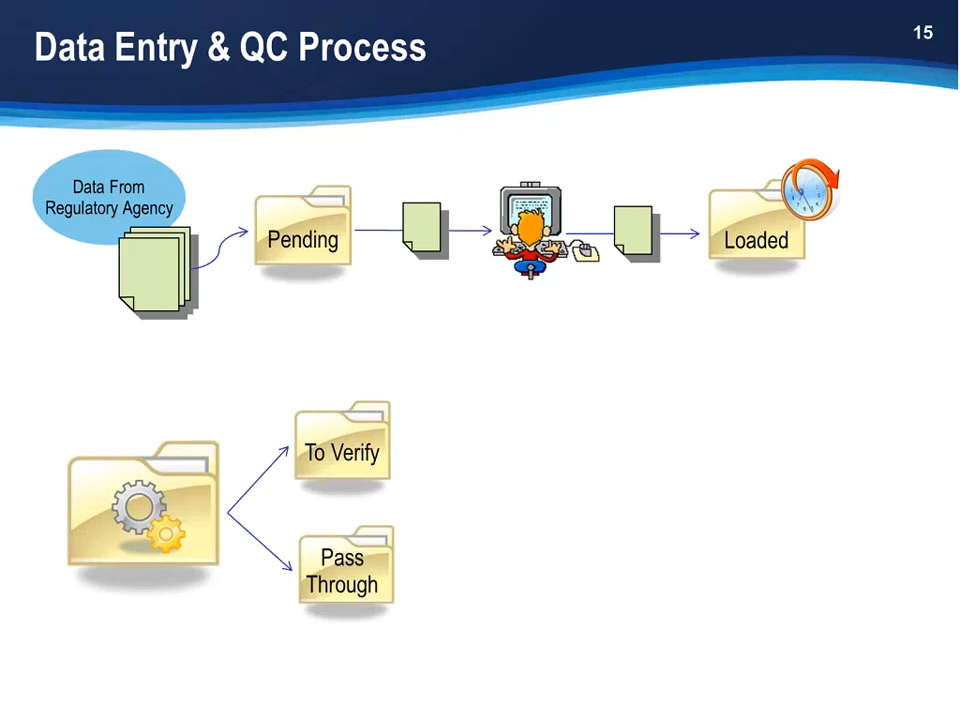 Data Entry & QC Process
15
Data From
Regulatory Agency
Pending
Loaded
To Verify
Pass
Through